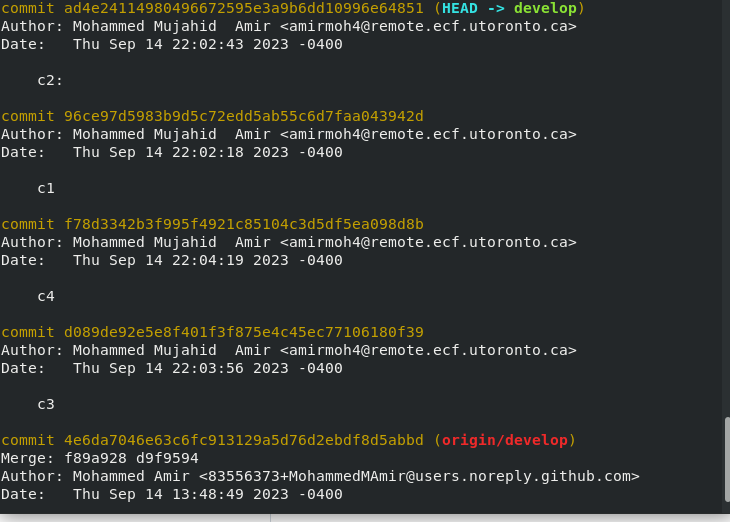 commit ad4e24114980496672595e3a9b6dd10996e64851 (HEAD -> develop)
Author: Mohammed Mujahid  Amir <amirmoh4@remote.ecf.utoronto.ca>
Date:   Thu Sep 14 22:02:43 2023 -0400
c2:
commit 96ce97d5983b9d5c72edd5ab55c6d7faa043942d
Author: Mohammed Mujahid  Amir <amirmoh4@remote.ecf.utoronto.ca>
Date:   Thu Sep 14 22:02:18 2023 -0400
c1
commit f78d3342b3f995f4921c85104c3d5df5ea098d8b
Author: Mohammed Mujahid  Amir <amirmoh4@remote.ecf.utoronto.ca>
Date:   Thu Sep 14 22:04:19 2023 -0400
c4
commit d089de92e5e8f401f3f875e4c45ec77106180f39
Author: Mohammed Mujahid  Amir <amirmoh4@remote.ecf.utoronto.ca>
Date:   Thu Sep 14 22:03:56 2023 -0400
c3
commit 4e6da7046e63c6fc913129a5d76d2ebdf8d5abbd (origin/develop)
Merge: f89a928 d9f9594
Author: Mohammed Amir <83556373+MohammedMAmir@users.noreply.github.com>
Date:   Thu Sep 14 13:48:49 2023 -0400